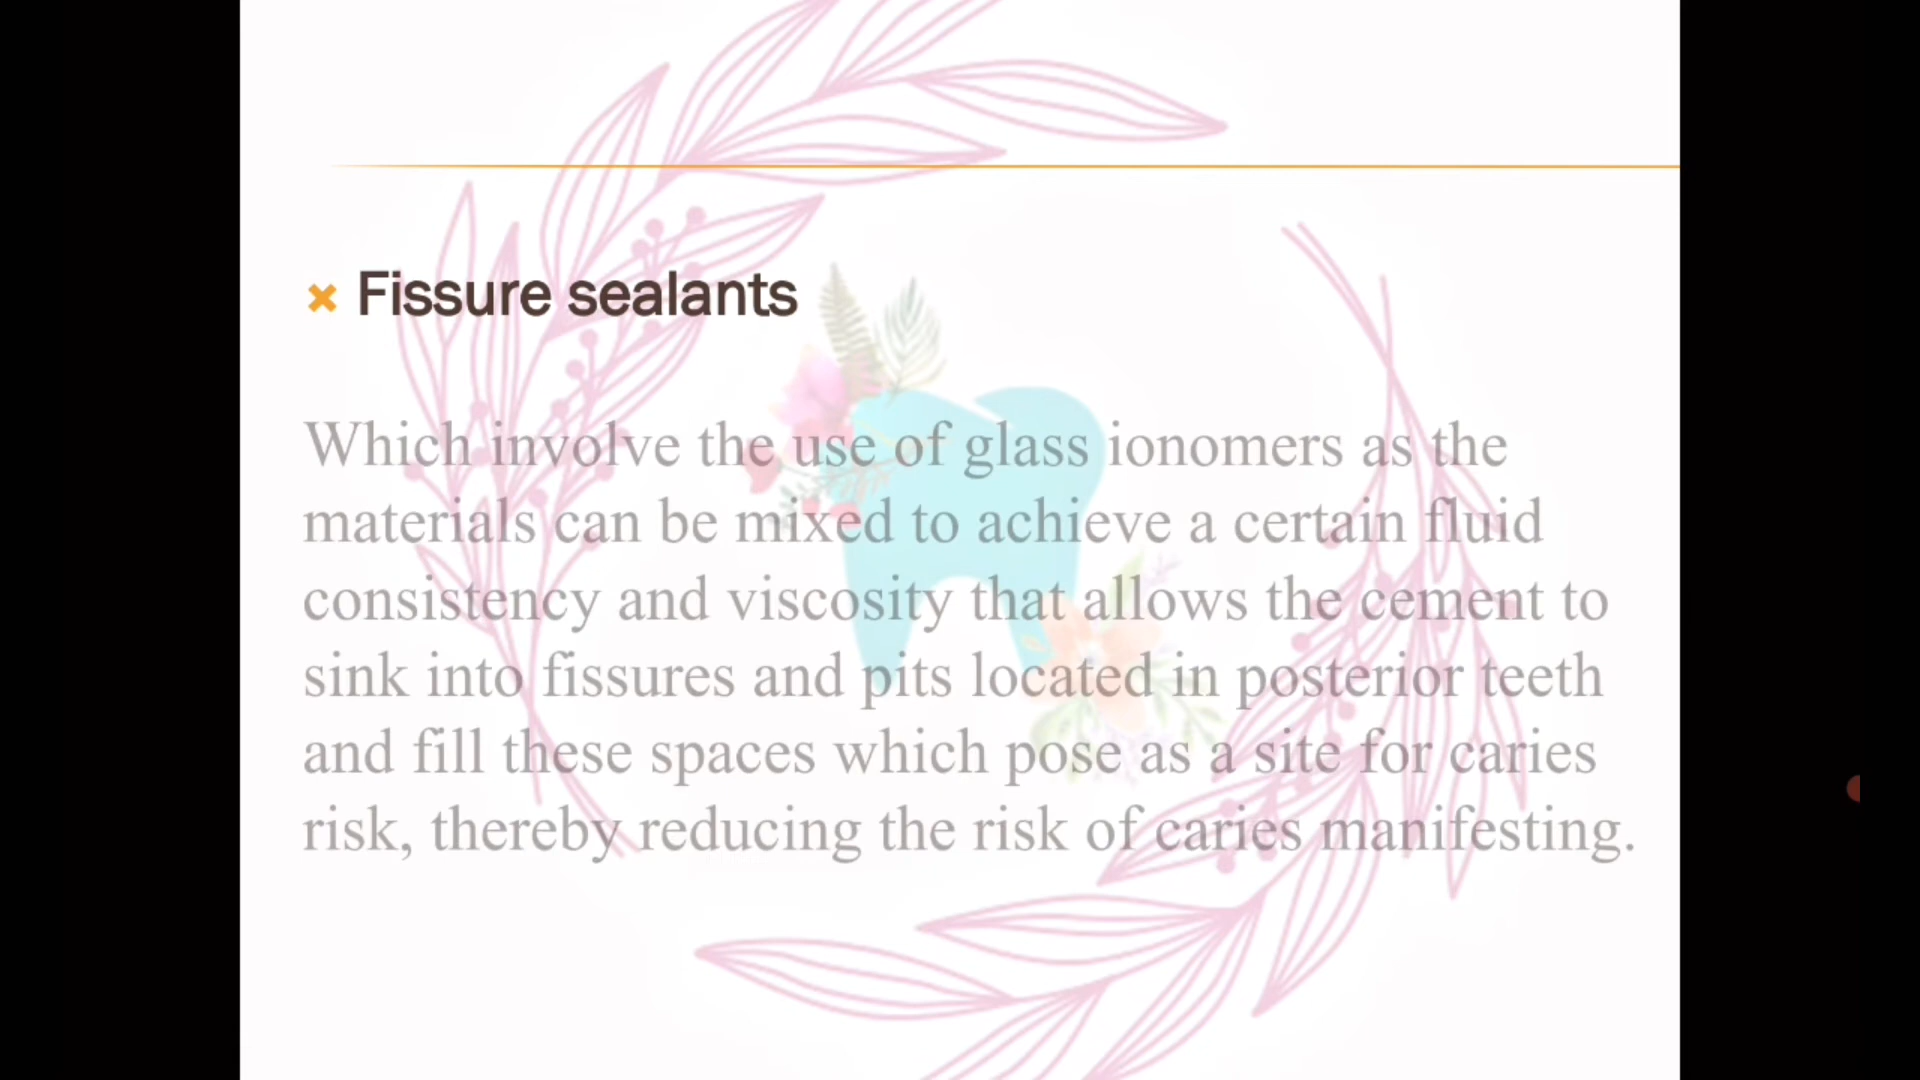 Fissure sealants
Which involve the use of glass ionomers as the
materials can be mixed to achieve a certain fluid
consistency and viscosity that allows the cement to
sink into fissures and pits located in posterior teeth
and fill these spaces which pose as a site for caries
risk, thereby reducing the risk of caries manifesting.